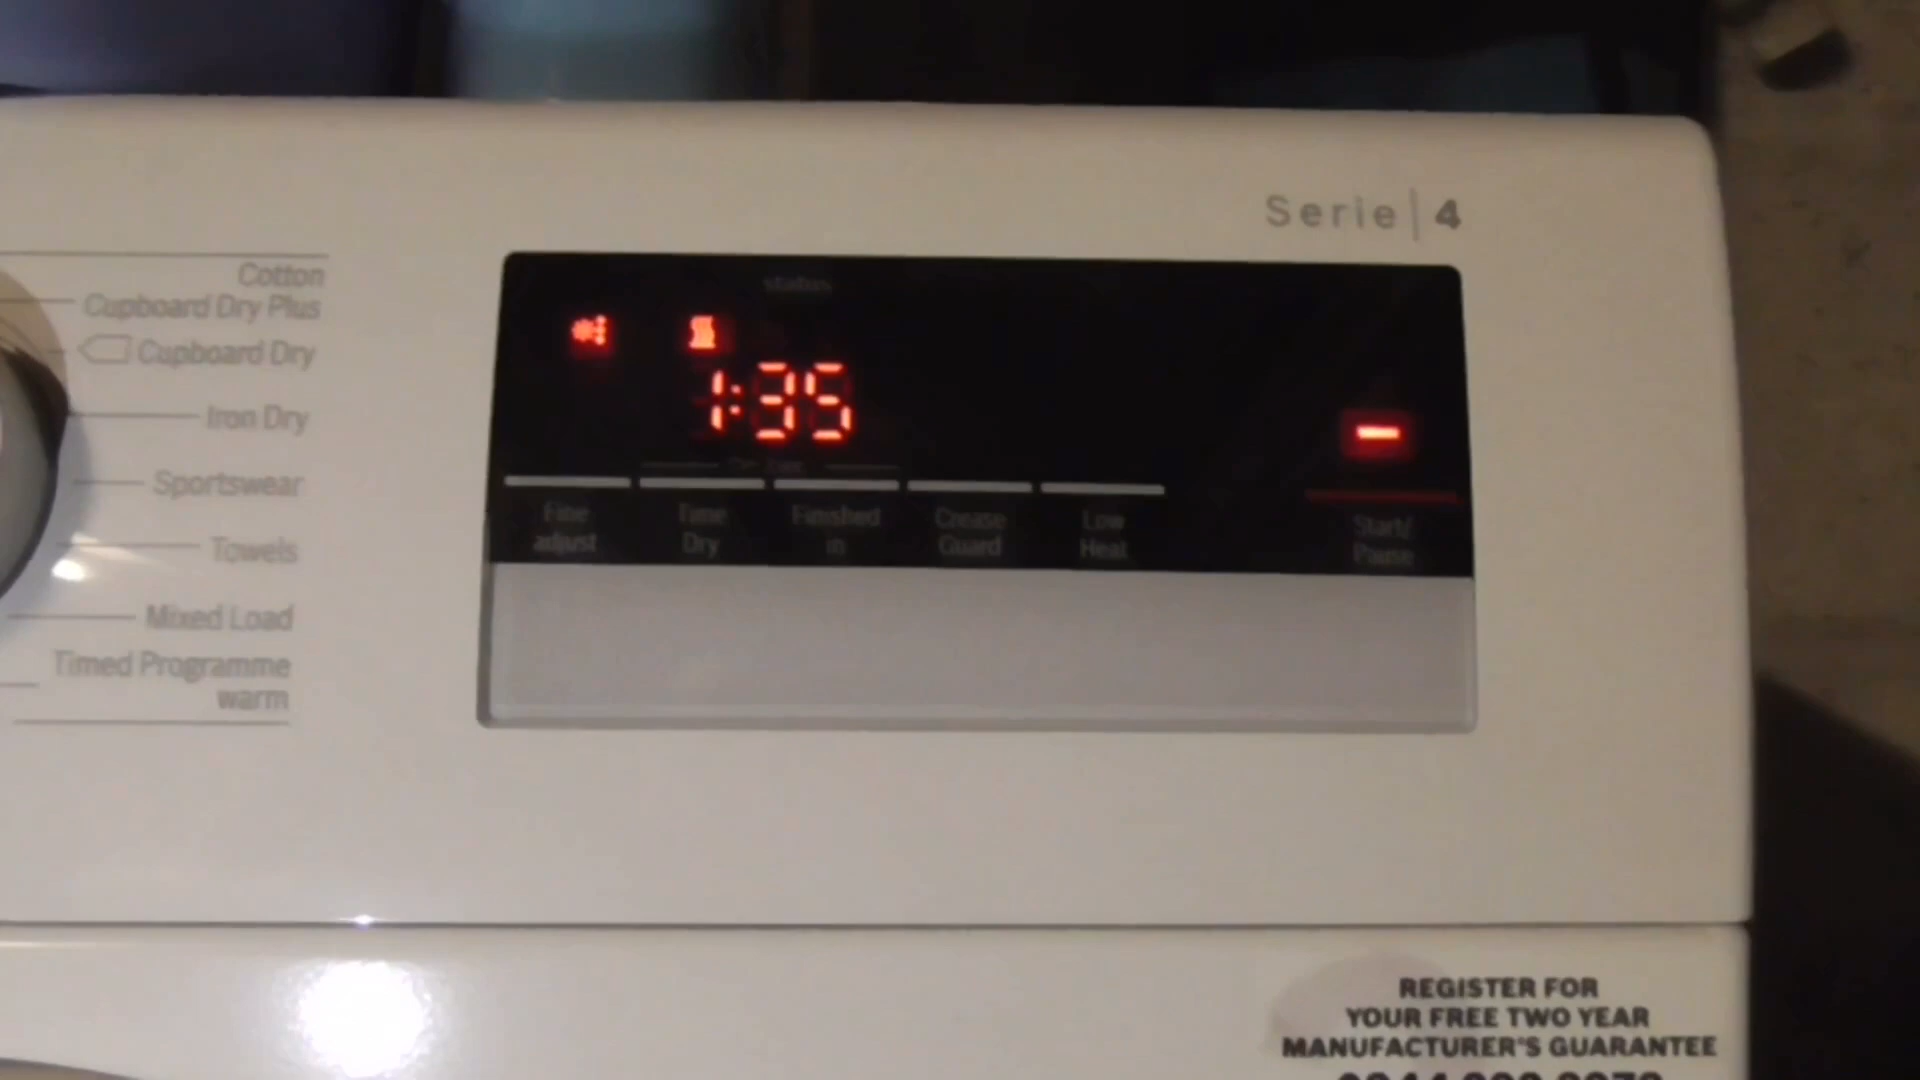 Serie | 4
Cotton
Cupboard Dry Plus
Cupboard Dry
Iron Dry
Sportswear
Towels
Mixed Load
Timed Programme
warm
status
1:35
Fine
adjust
Time
Dry
Finished
in
Crease
Guard
Low
Heat
Start/
Pause
REGISTER FOR
YOUR FREE TWO YEAR
MANUFACTURER'S GUARANTEE